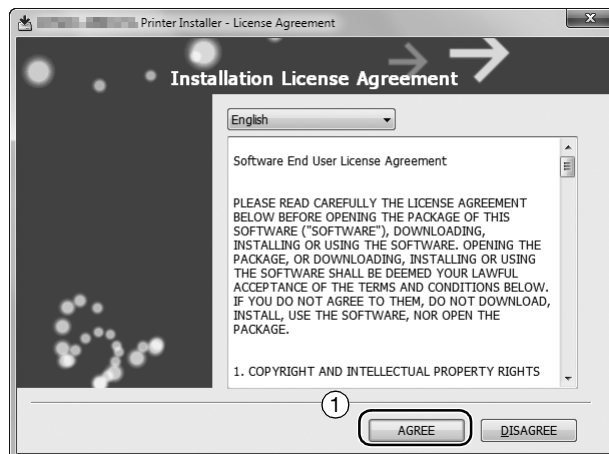 Printer Installer - License Agreement
Installation License Agreement
English
Software End User License Agreement
PLEASE READ CAREFULLY THE LICENSE AGREEMENT
BELOW BEFORE OPENING THE PACKAGE OF THIS
SOFTWARE ("SOFTWARE"), DOWNLOADING,
INSTALLING OR USING THE SOFTWARE. OPENING THE
PACKAGE, OR DOWNLOADING, INSTALLING OR USING
THE SOFTWARE SHALL BE DEEMED YOUR LAWFUL
ACCEPTANCE OF THE TERMS AND CONDITIONS BELOW.
IF YOU DO NOT AGREE TO THEM, DO NOT DOWNLOAD,
INSTALL, USE THE SOFTWARE, NOR OPEN THE
PACKAGE.
1. COPYRIGHT AND INTELLECTUAL PROPERTY RIGHTS
1
AGREE DISAGREE